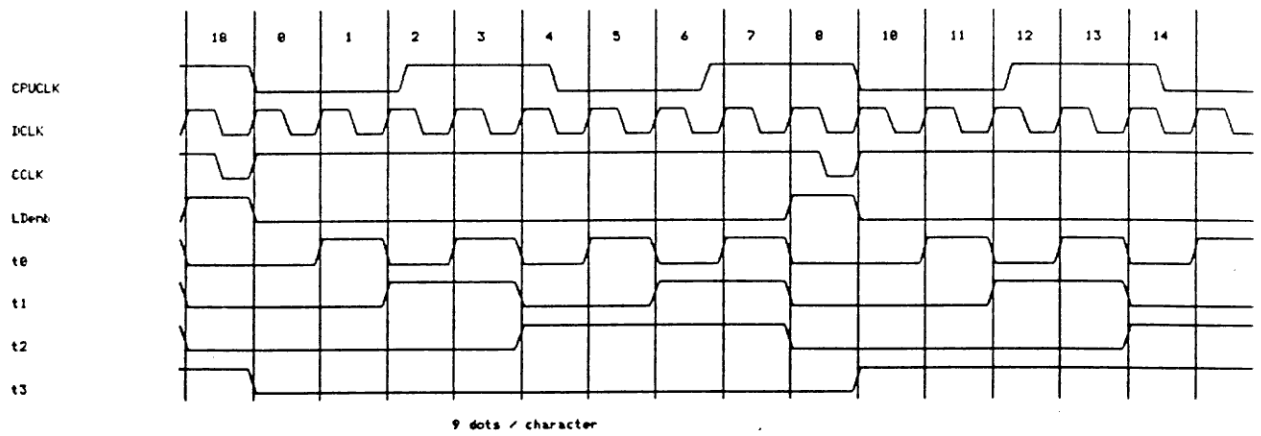 18 0 1 2 3 4 5 6 7 8 10 11 12 13 14
CPUCLK
DCLK
CCLK
LDenb
t0
t1
t2
t3
9 dots / character